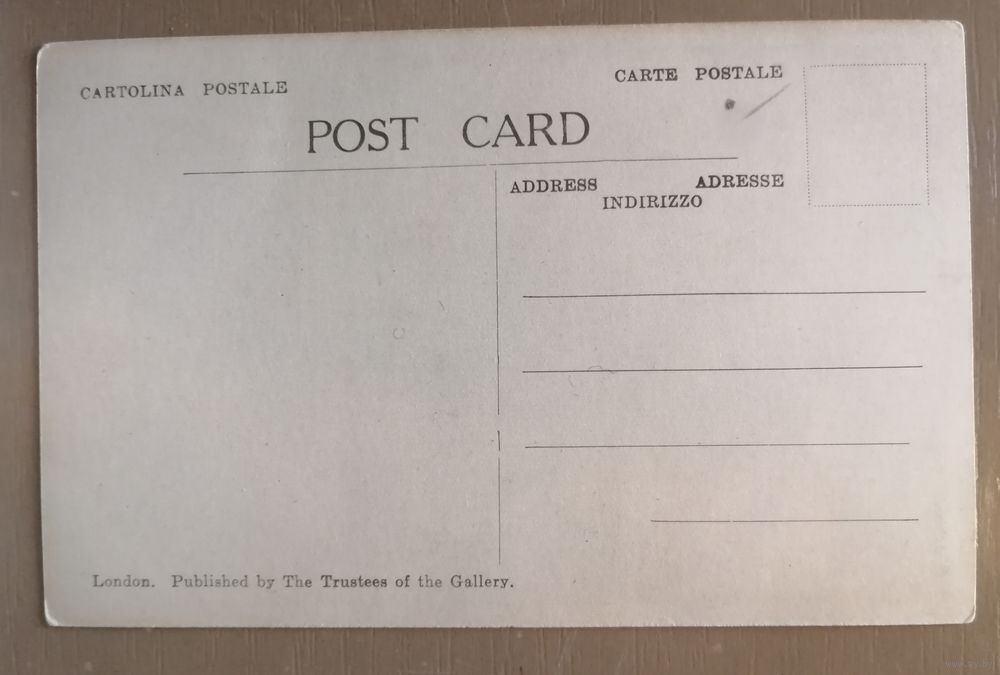 CARTOLINA POSTALE
CARTE POSTALE
POST CARD
ADDRESS ADRESSE
INDIRIZZO
London. Published by The Trustees of the Gallery.